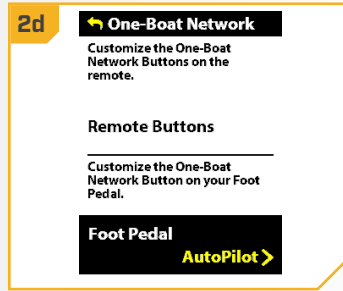 2d
One-Boat Network
Customize the One-Boat
Network Buttons on the
remote.
Remote Buttons
Customize the One-Boat
Network Button on your Foot
Pedal.
Foot Pedal
AutoPilot >